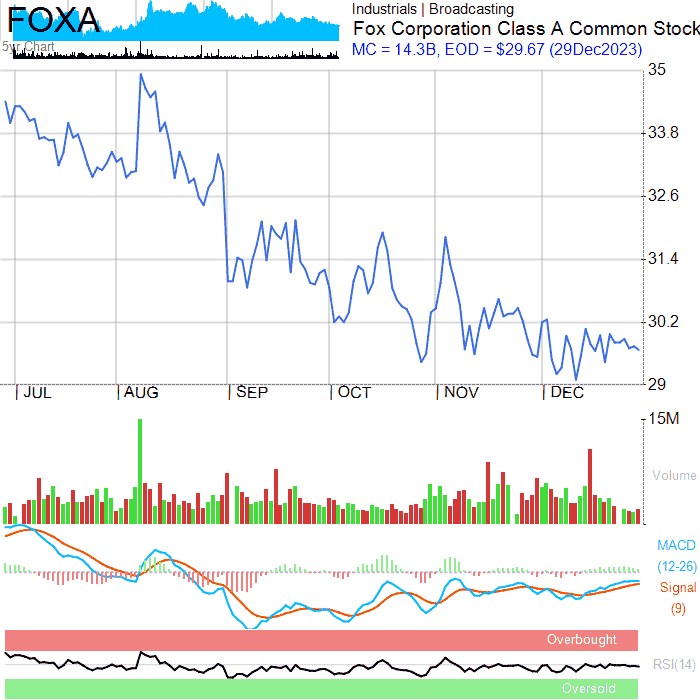 FOXA
5yr Chart
Industrials | Broadcasting
Fox Corporation Class A Common Stock
MC = 14.3B, EOD = $29.67 (29Dec2023)
35
33.8
32.6
31.4
30.2
29
| JUL | AUG | SEP | OCT | NOV | DEC
15M
Volume
MACD
(12-26)
Signal
(9)
Overbought
RSI(14)
Oversold